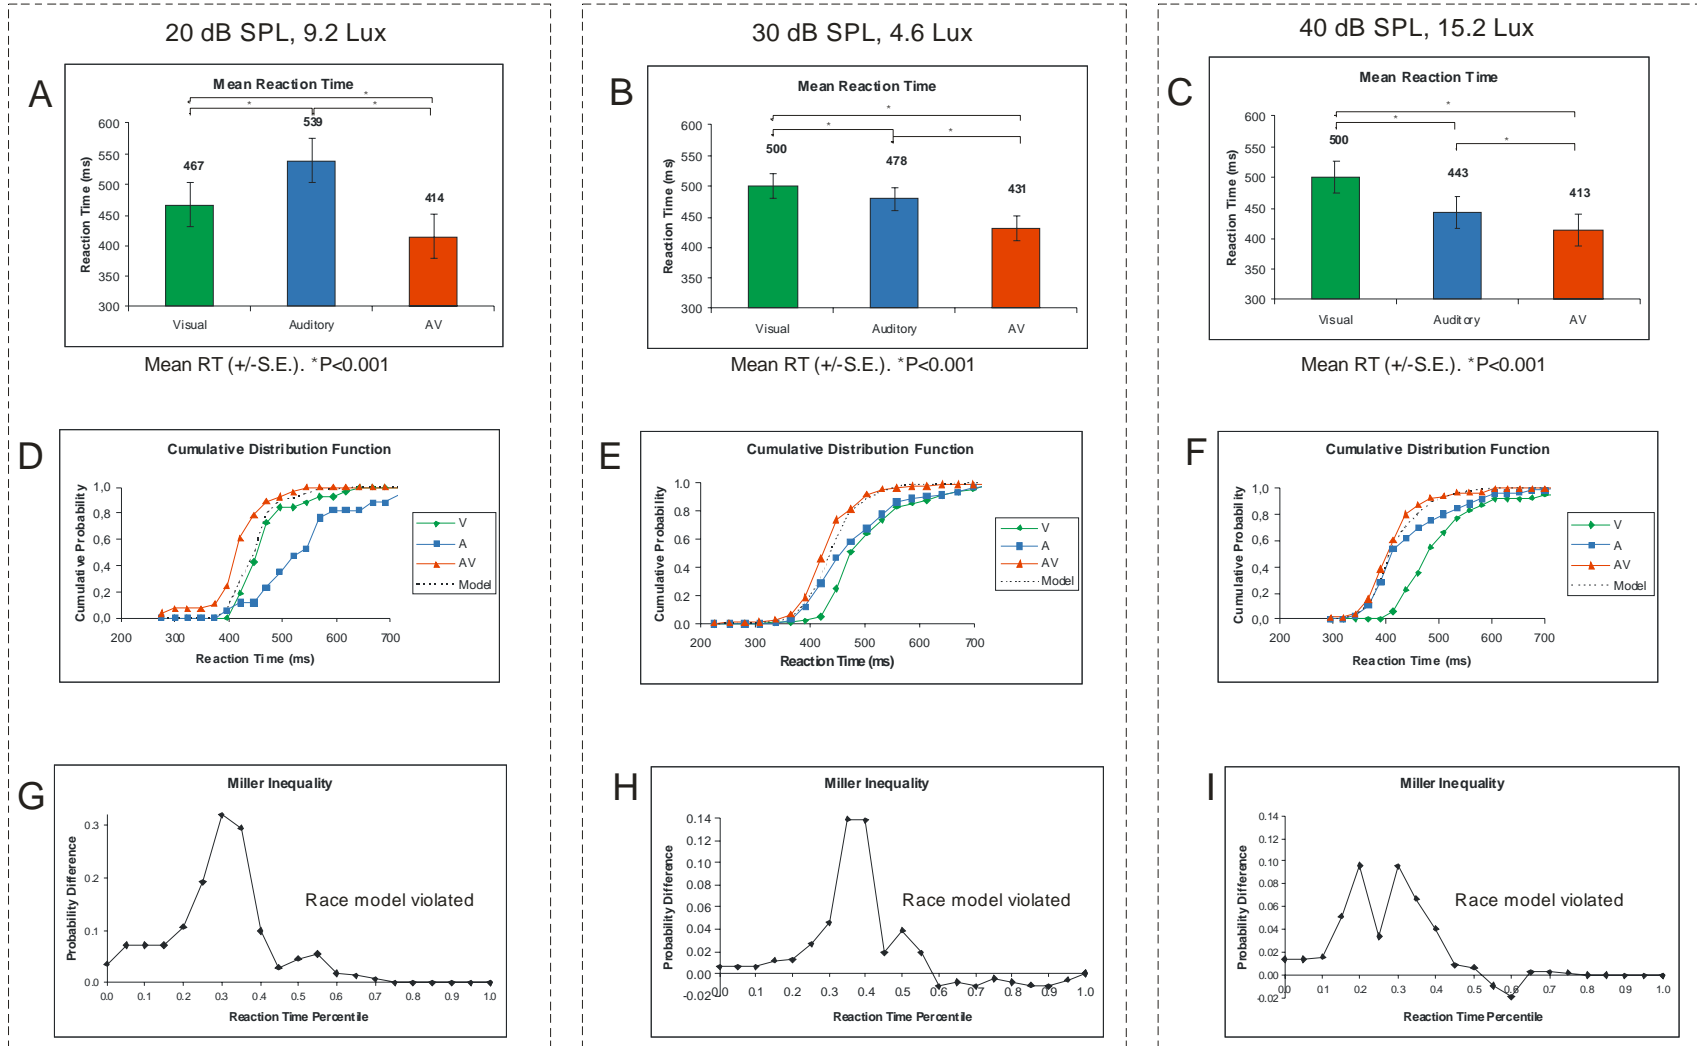 20 dB SPL, 9.2 Lux
A
Mean Reaction Time
* * *
Reaction Time (ms)
600
550
500
450
400
350
300
467
539
414
Visual Auditory AV
Mean RT (+/-S.E.). *P<0.001
30 dB SPL, 4.6 Lux
B
Mean Reaction Time
* * *
Reaction Time (ms)
600
550
500
450
400
350
300
500
478
431
Visual Auditory AV
Mean RT (+/-S.E.). *P<0.001
40 dB SPL, 15.2 Lux
C
Mean Reaction Time
* * *
Reaction Time (ms)
600
550
500
450
400
350
300
500
443
413
Visual Auditory AV
Mean RT (+/-S.E.). *P<0.001
D
Cumulative Distribution Function
Cumulative Probability
1,0
0,8
0,6
0,4
0,2
0,0
200 300 400 500 600 700
Reaction Time (ms)
V
A
AV
Model
E
Cumulative Distribution Function
Cumulative Probability
1.0
0.8
0.6
0.4
0.2
0.0
200 300 400 500 600 700
Reaction Time (ms)
V
A
AV
Model
F
Cumulative Distribution Function
Cumulative Probability
1,0
0,8
0,6
0,4
0,2
0,0
200 300 400 500 600 700
Reaction Time (ms)
V
A
AV
Model
G
Miller Inequality
Probability Difference
0.3
0.2
0.1
0.0
Race model violated
0.0 0.1 0.2 0.3 0.4 0.5 0.6 0.7 0.8 0.9 1.0
Reaction Time Percentile
H
Miller Inequality
Probability Difference
0.14
0.12
0.10
0.08
0.06
0.04
0.02
0.00
-0.02
Race model violated
0.0 0.1 0.2 0.3 0.4 0.5 0.6 0.7 0.8 0.9 1.0
Reaction Time Percentile
I
Miller Inequality
Probability Difference
0.14
0.12
0.10
0.08
0.06
0.04
0.02
0.00
-0.02
Race model violated
0.0 0.1 0.2 0.3 0.4 0.5 0.6 0.7 0.8 0.9 1.0
Reaction Time Percentile